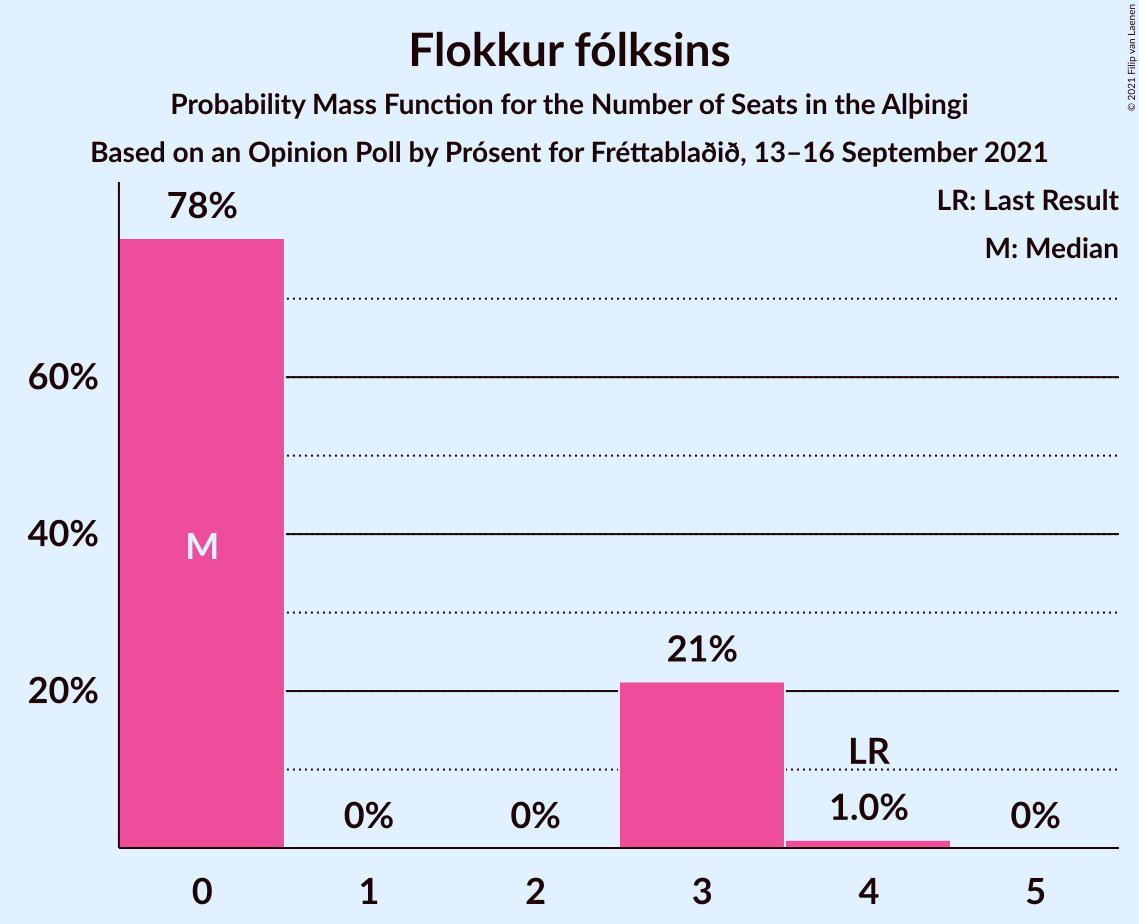 Flokkur fólksins
Probability Mass Function for the Number of Seats in the Alþingi
Based on an Opinion Poll by Prósent for Fréttablaðið, 13–16 September 2021
© 2021 Filip van Laenen
LR: Last Result
M: Median
78%
60%
40%
20%
M
0%
0%
21%
LR
1.0%
0%
0 1 2 3 4 5